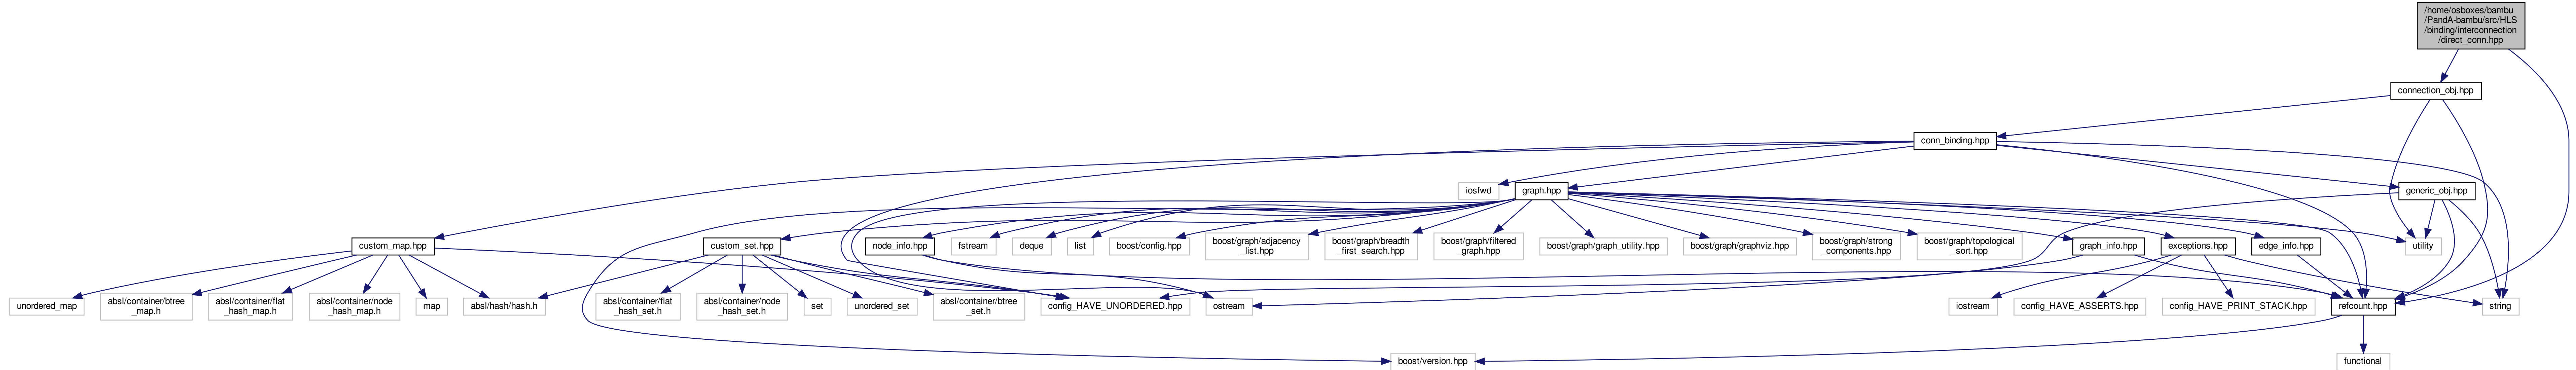 /home/osboxes/bambu
/PandA-bambu/src/HLS
/binding/interconnection
/direct_conn.hpp
connection_obj.hpp
conn_binding.hpp
iosfwd
graph.hpp
generic_obj.hpp
custom_map.hpp
custom_set.hpp
node_info.hpp
fstream
deque
list
boost/config.hpp
boost/graph/adjacency
_list.hpp
boost/graph/breadth
_first_search.hpp
boost/graph/filtered
_graph.hpp
boost/graph/graph_utility.hpp
boost/graph/graphviz.hpp
boost/graph/strong
_components.hpp
boost/graph/topological
_sort.hpp
graph_info.hpp
exceptions.hpp
edge_info.hpp
utility
unordered_map
absl/container/btree
_map.h
absl/container/flat
_hash_map.h
absl/container/node
_hash_map.h
map
absl/hash/hash.h
absl/container/flat
_hash_set.h
absl/container/node
_hash_set.h
set
unordered_set
absl/container/btree
_set.h
config_HAVE_UNORDERED.hpp
ostream
iostream
config_HAVE_ASSERTS.hpp
config_HAVE_PRINT_STACK.hpp
refcount.hpp
string
boost/version.hpp
functional